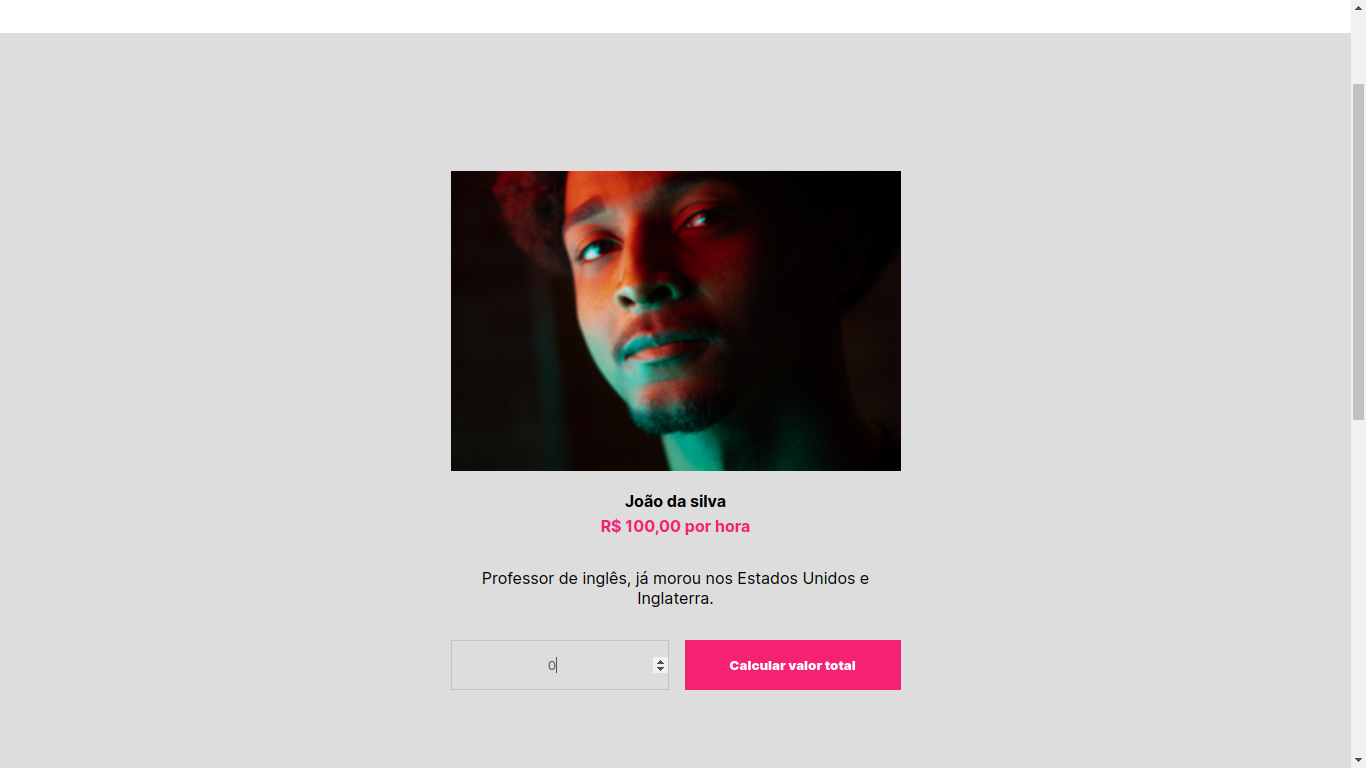 João da silva
R$ 100,00 por hora
Professor de inglês, já morou nos Estados Unidos e
Inglaterra.
0
Calcular valor total